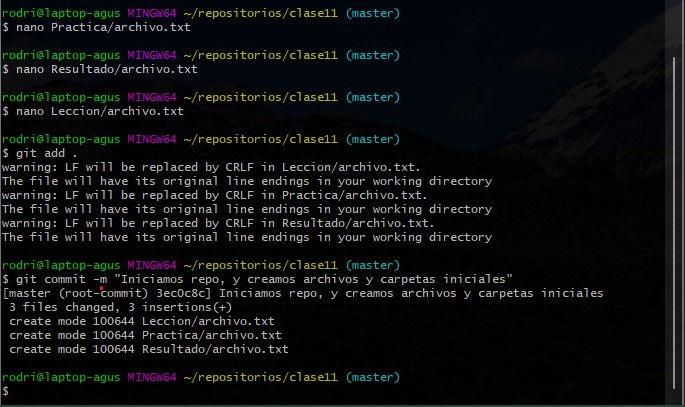 rodri@laptop-agus MINGW64 ~/repositorios/clase11 (master)
$ nano Practica/archivo.txt
rodri@laptop-agus MINGW64 ~/repositorios/clase11 (master)
$ nano Resultado/archivo.txt
rodri@laptop-agus MINGW64 ~/repositorios/clase11 (master)
$ nano Leccion/archivo.txt
rodri@laptop-agus MINGW64 ~/repositorios/clase11 (master)
$ git add .
warning: LF will be replaced by CRLF in Leccion/archivo.txt.
The file will have its original line endings in your working directory
warning: LF will be replaced by CRLF in Practica/archivo.txt.
The file will have its original line endings in your working directory
warning: LF will be replaced by CRLF in Resultado/archivo.txt.
The file will have its original line endings in your working directory
rodri@laptop-agus MINGW64 ~/repositorios/clase11 (master)
$ git commit -m "Iniciamos repo, y creamos archivos y carpetas iniciales"
[master (root-commit) 3ec0c8c] Iniciamos repo, y creamos archivos y carpetas iniciales
 3 files changed, 3 insertions(+)
 create mode 100644 Leccion/archivo.txt
 create mode 100644 Practica/archivo.txt
 create mode 100644 Resultado/archivo.txt
rodri@laptop-agus MINGW64 ~/repositorios/clase11 (master)
$